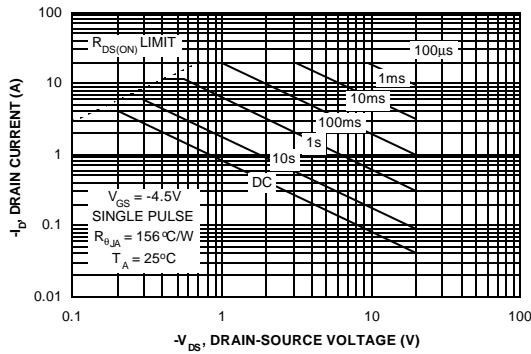 100
10
1
0.1
0.01
0.1
1
10
100
-I_D, DRAIN CURRENT (A)
-V_DS, DRAIN-SOURCE VOLTAGE (V)
R_DS(ON) LIMIT
100µs
1ms
10ms
100ms
1s
10s
DC
V_GS = -4.5V
SINGLE PULSE
R_θJA = 156°C/W
T_A = 25°C